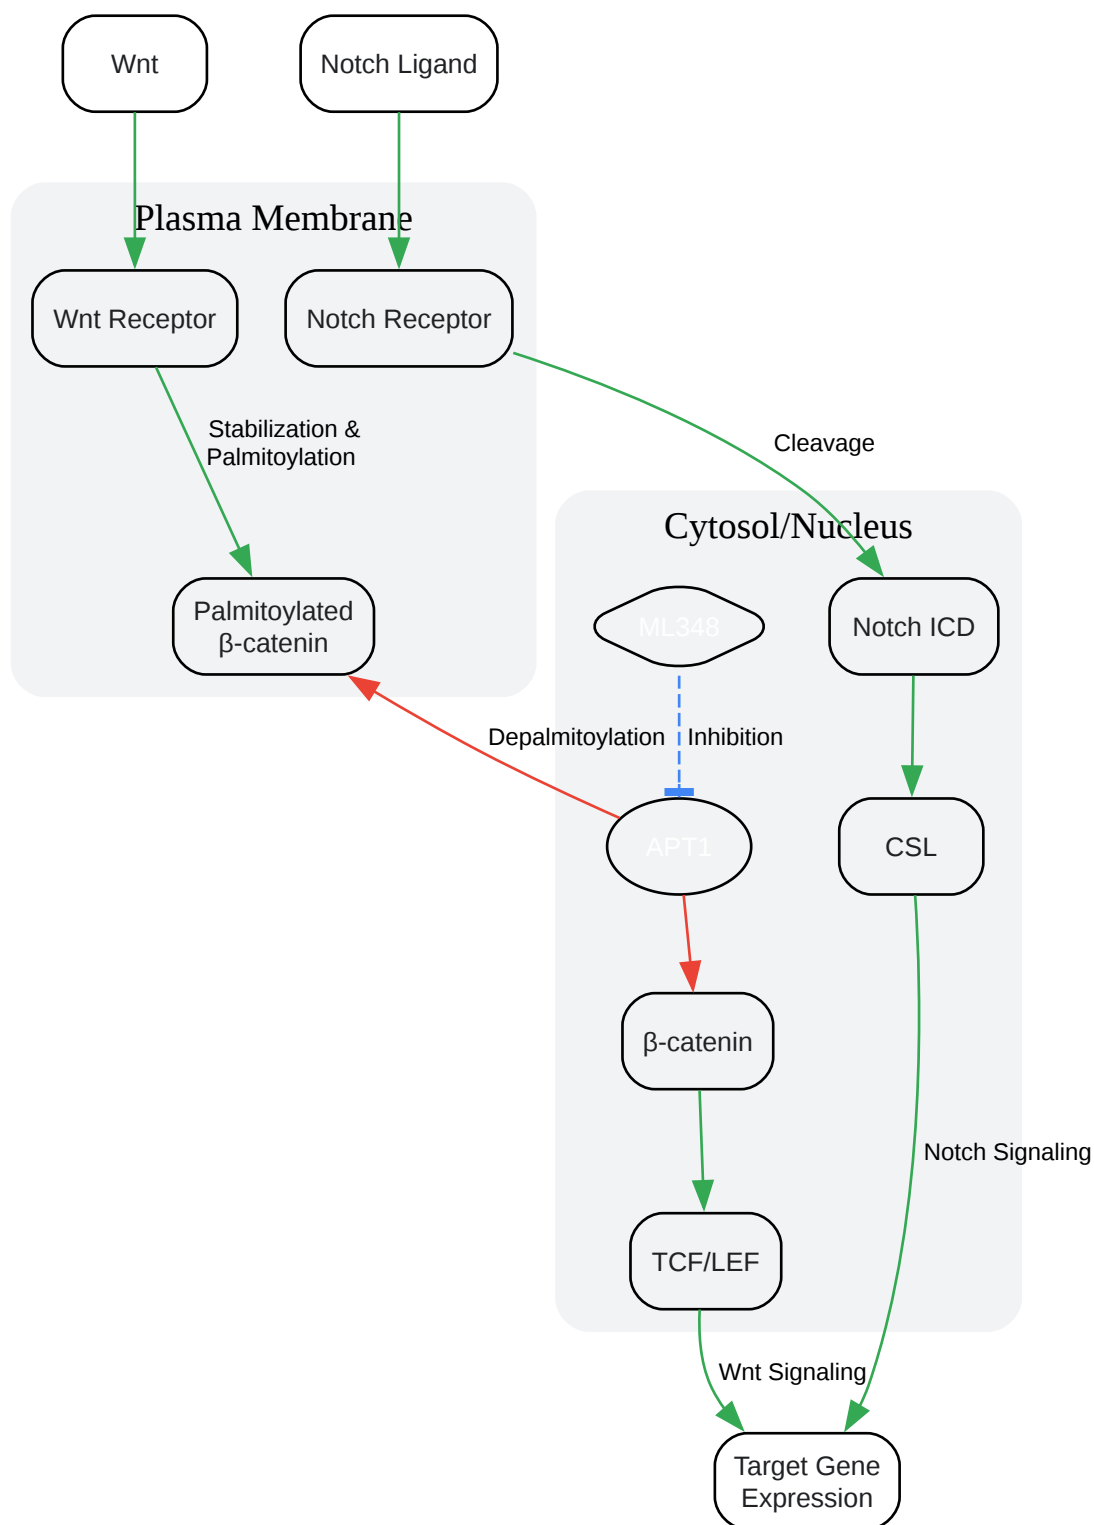 Wnt
Notch Ligand
Plasma Membrane
Wnt Receptor
Notch Receptor
Stabilization &
Palmitoylation
Cleavage
Cytosol/Nucleus
Palmitoylated
β-catenin
ML348
Notch ICD
Depalmitoylation
Inhibition
APT1
CSL
β-catenin
Notch Signaling
TCF/LEF
Wnt Signaling
Target Gene
Expression